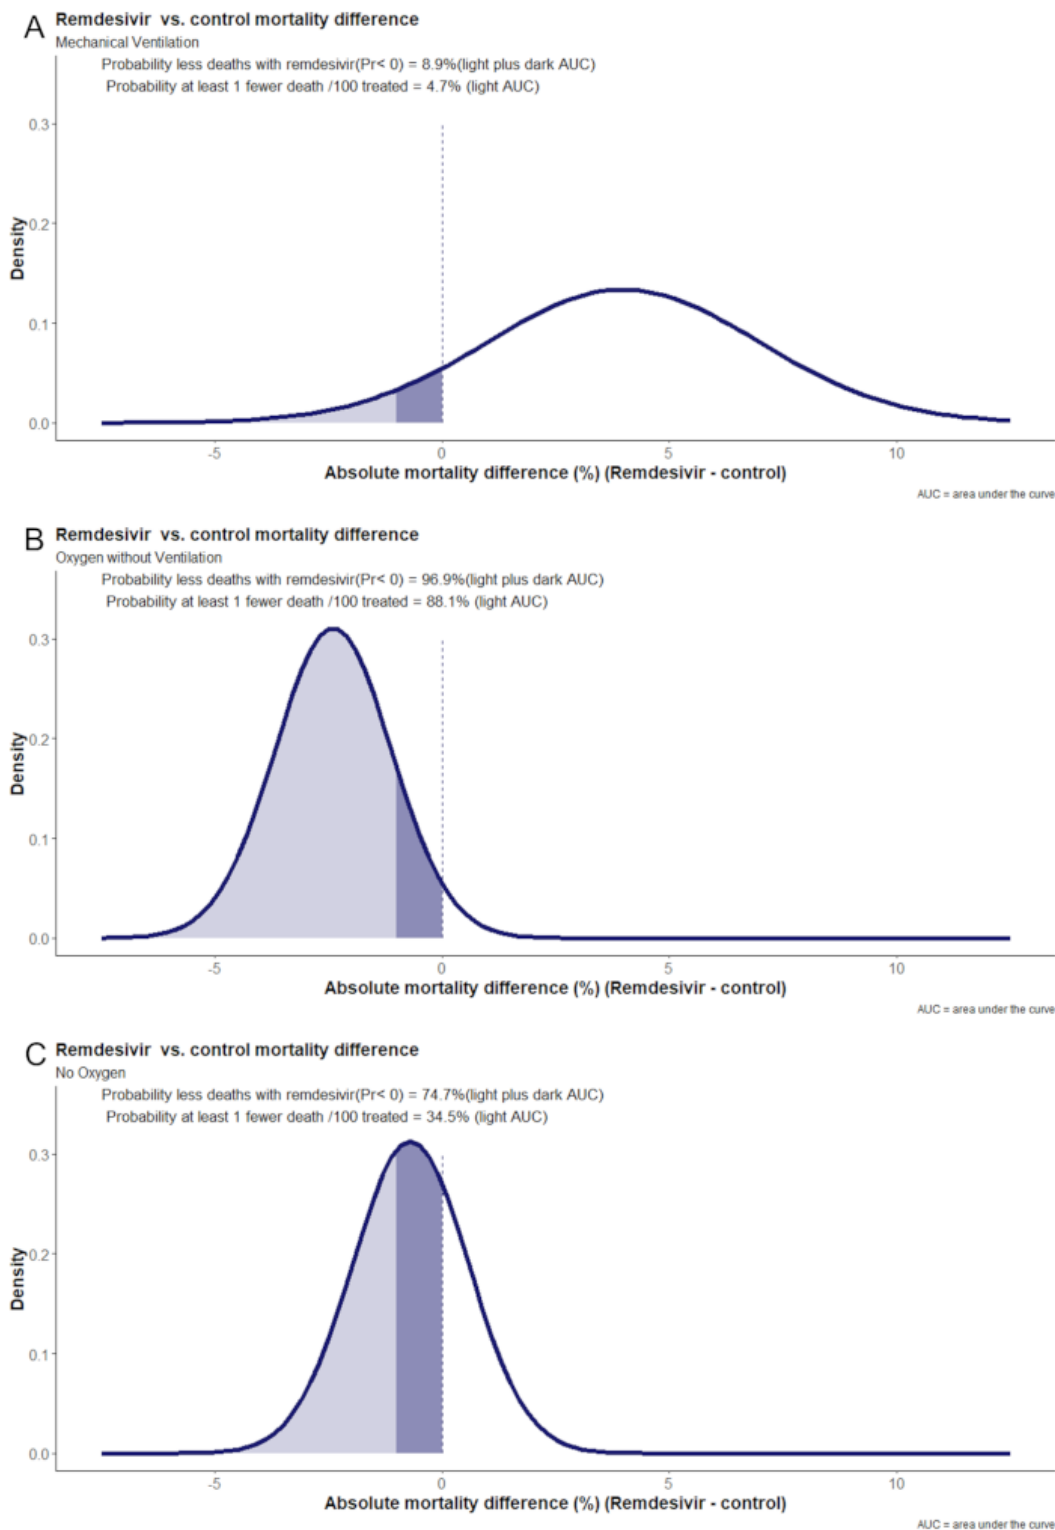 A
Remdesivir vs. control mortality difference
Mechanical Ventilation
Probability less deaths with remdesivir(Pr< 0) = 8.9%(light plus dark AUC)
Probability at least 1 fewer death /100 treated = 4.7% (light AUC)
0.3
0.2
0.1
0.0
Density
-5 0 5 10
Absolute mortality difference (%) (Remdesivir - control)
AUC = area under the curve
B
Remdesivir vs. control mortality difference
Oxygen without Ventilation
Probability less deaths with remdesivir(Pr< 0) = 96.9%(light plus dark AUC)
Probability at least 1 fewer death /100 treated = 88.1% (light AUC)
0.3
0.2
0.1
0.0
Density
-5 0 5 10
Absolute mortality difference (%) (Remdesivir - control)
AUC = area under the curve
C
Remdesivir vs. control mortality difference
No Oxygen
Probability less deaths with remdesivir(Pr< 0) = 74.7%(light plus dark AUC)
Probability at least 1 fewer death /100 treated = 34.5% (light AUC)
0.3
0.2
0.1
0.0
Density
-5 0 5 10
Absolute mortality difference (%) (Remdesivir - control)
AUC = area under the curve